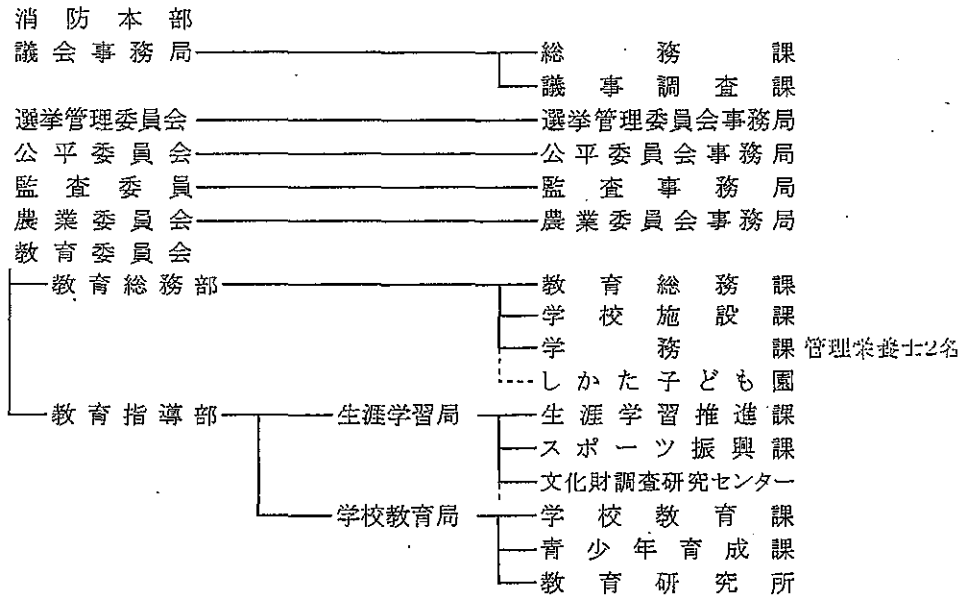 消防本部
議会事務局 総務課
議事調査課
選挙管理委員会 選挙管理委員会事務局
公平委員会 公平委員会事務局
監査委員 監査事務局
農業委員会 農業委員会事務局
教育委員会
教育総務部 教育総務課
学校施設課
学務課 管理栄養士2名
しかた子ども園
教育指導部 生涯学習局 生涯学習推進課
スポーツ振興課
文化財調査研究センター
学校教育局 学校教育課
青少年育成課
教育研究所